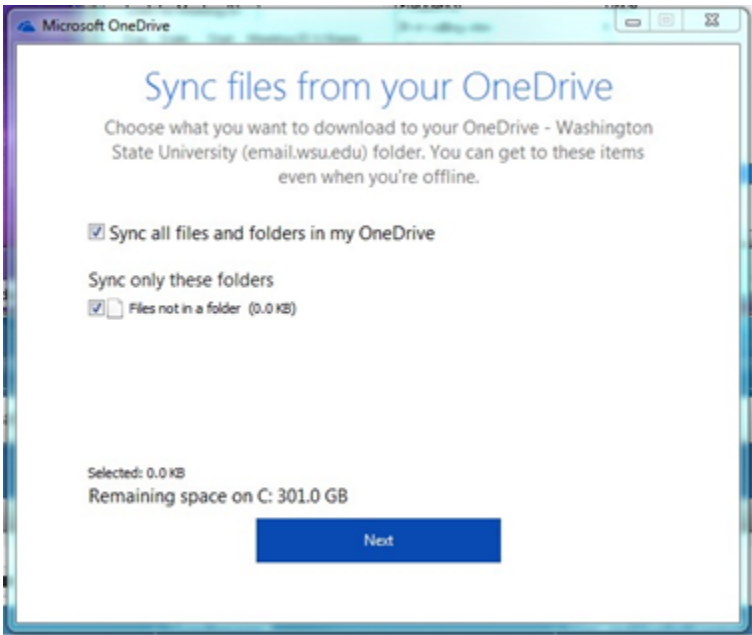 Microsoft OneDrive
Sync files from your OneDrive
Choose what you want to download to your OneDrive - Washington
State University (email.wsu.edu) folder. You can get to these items
even when you're offline.
Sync all files and folders in my OneDrive
Sync only these folders
Files not in a folder (0.0 KB)
Selected: 0.0 KB
Remaining space on C: 301.0 GB
Next